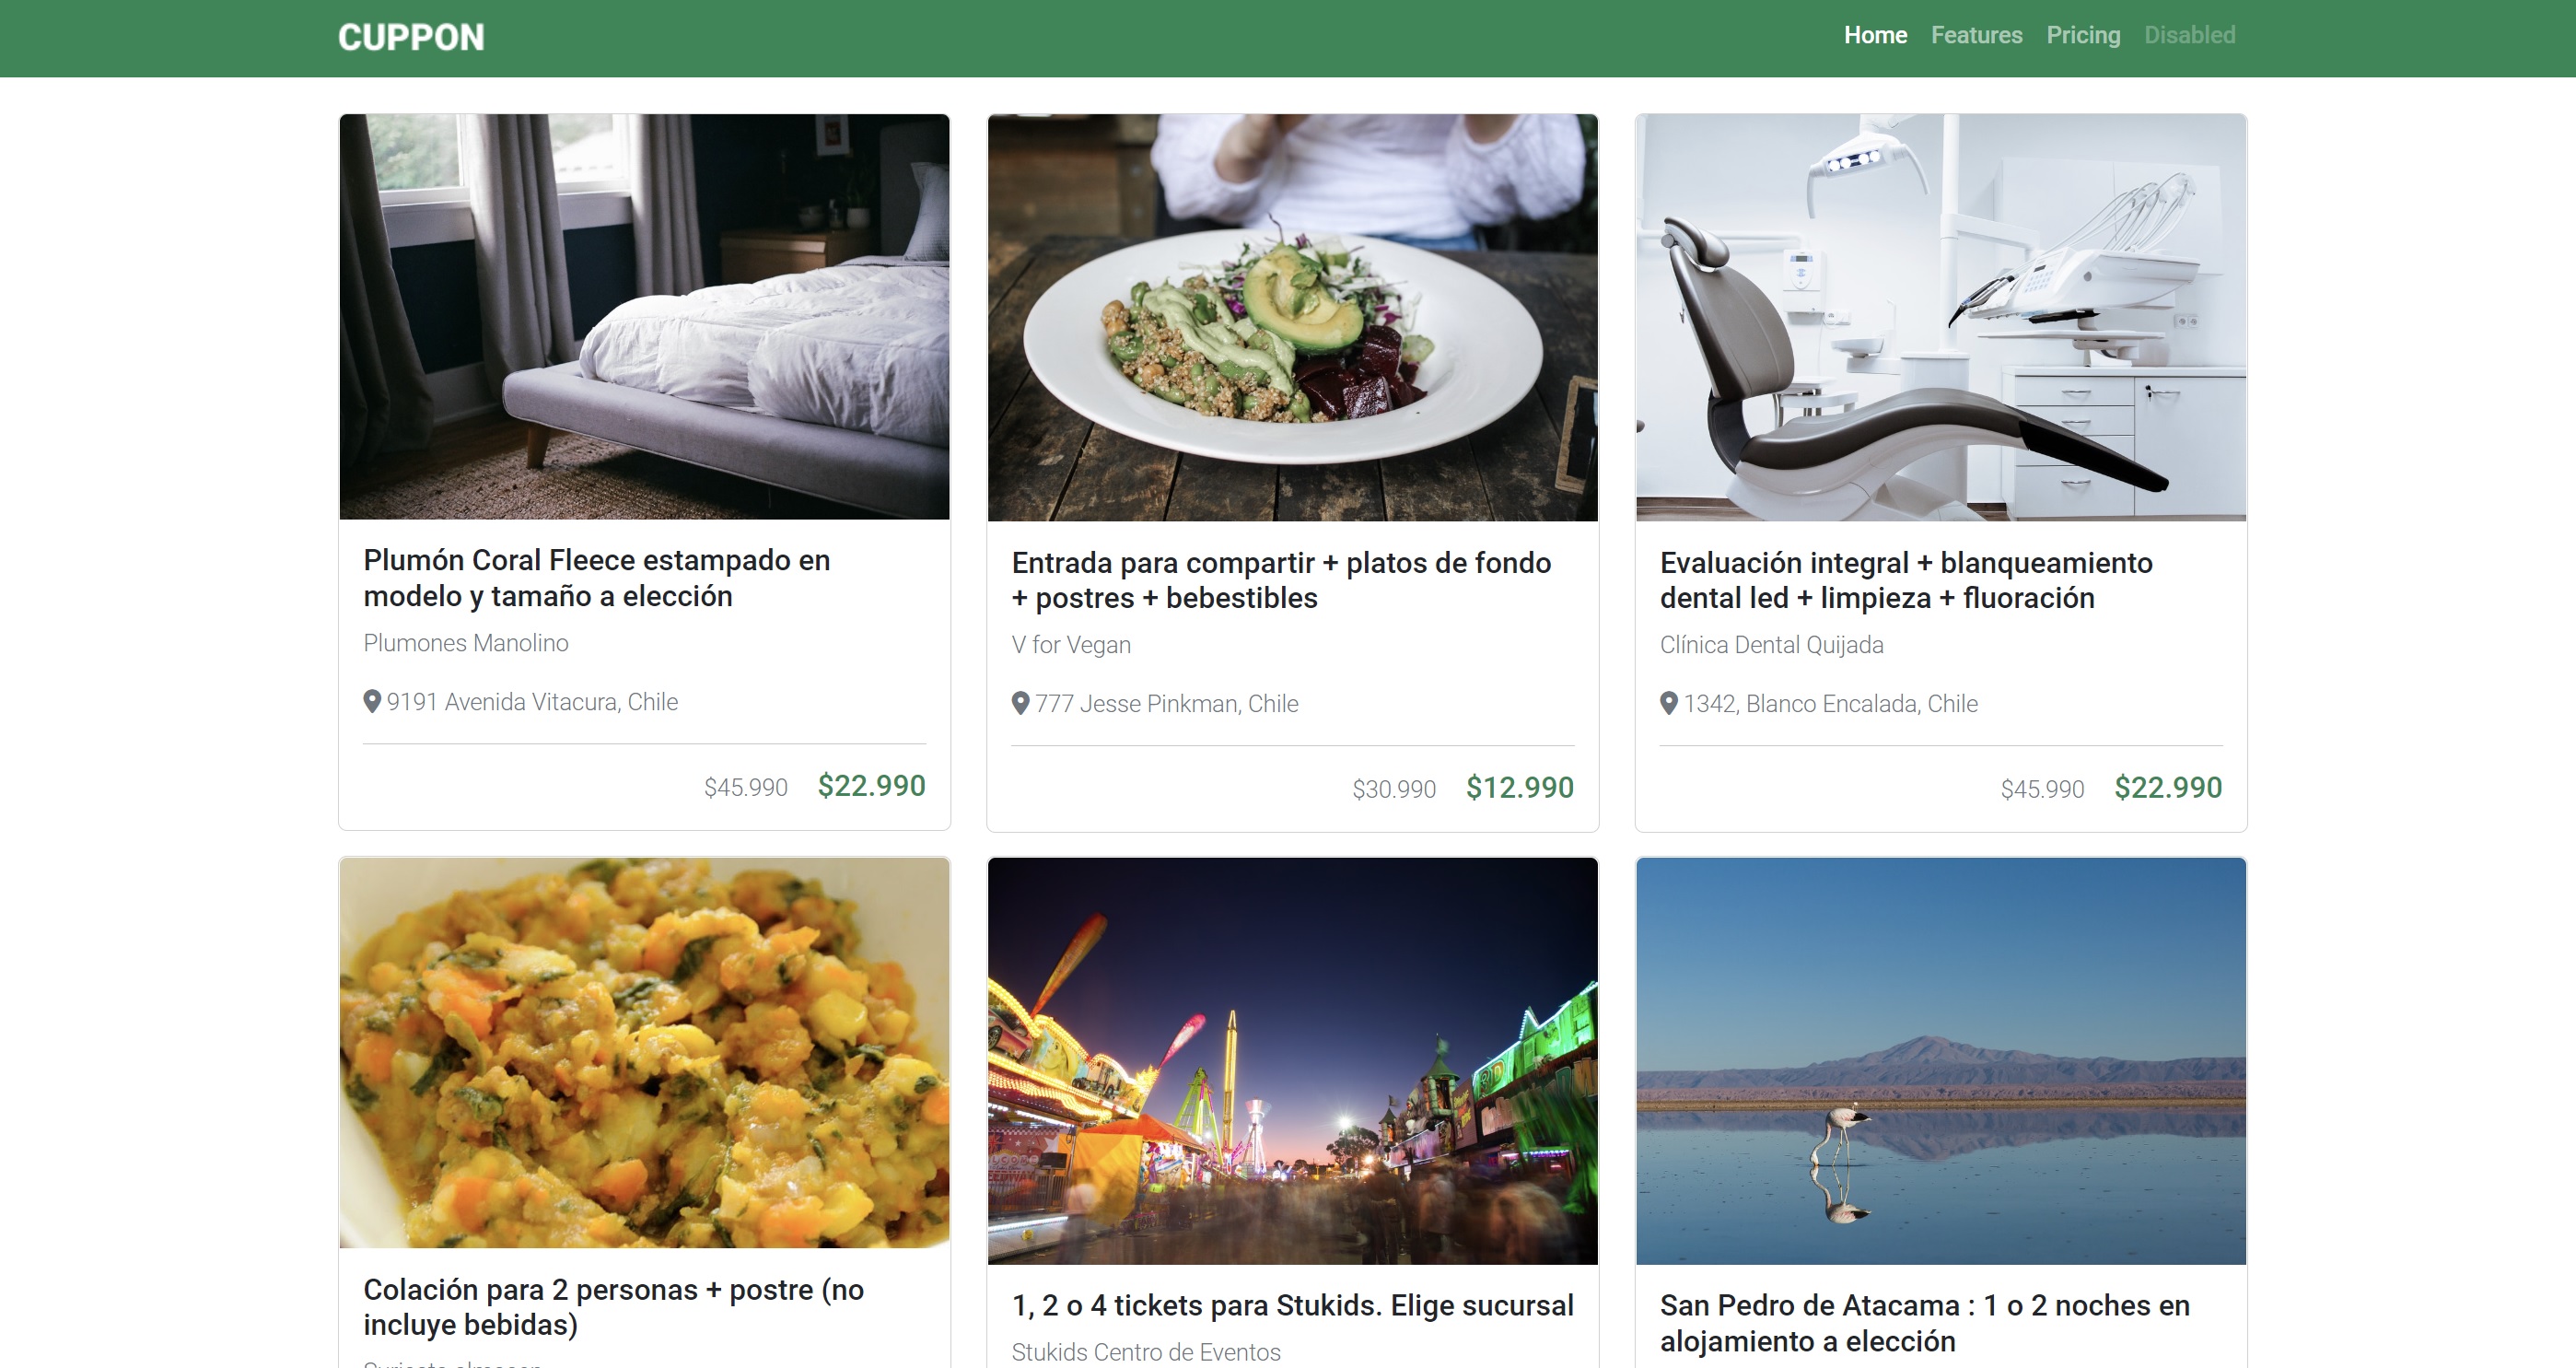 CUPPON
Home Features Pricing Disabled
Plumón Coral Fleece estampado en
modelo y tamaño a elección
Plumones Manolino
9191 Avenida Vitacura, Chile
$45.990 $22.990
Entrada para compartir + platos de fondo
+ postres + bebestibles
V for Vegan
777 Jesse Pinkman, Chile
$30.990 $12.990
Evaluación integral + blanqueamiento
dental led + limpieza + fluoración
Clínica Dental Quijada
1342, Blanco Encalada, Chile
$45.990 $22.990
Colación para 2 personas + postre (no
incluye bebidas)
1, 2 o 4 tickets para Stukids. Elige sucursal
Stukids Centro de Eventos
San Pedro de Atacama : 1 o 2 noches en
alojamiento a elección